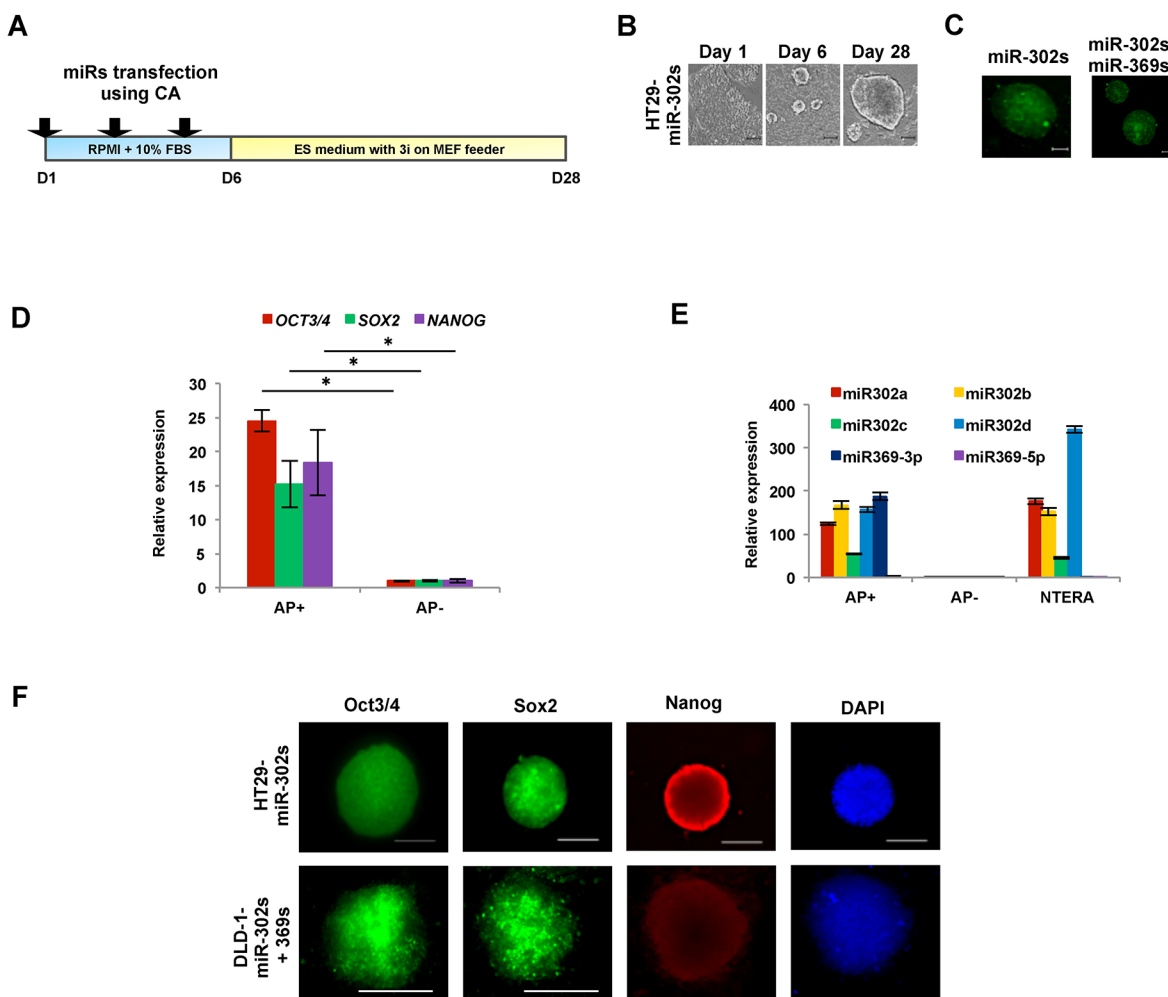 A
miRs transfection
using CA
RPMI + 10% FBS
ES medium with 3i on MEF feeder
D1
D6
D28
B
Day 1
Day 6
Day 28
HT29-
miR-302s
C
miR-302s
miR-302s
miR-369s
D
OCT3/4
SOX2
NANOG
*
*
*
Relative expression
30
25
20
15
10
5
0
AP+
AP-
E
miR302a
miR302b
miR302c
miR302d
miR369-3p
miR369-5p
Relative expression
400
300
200
100
0
AP+
AP-
NTERA
F
Oct3/4
Sox2
Nanog
DAPI
HT29-
miR-302s
DLD-1-
miR-302s
+ 369s